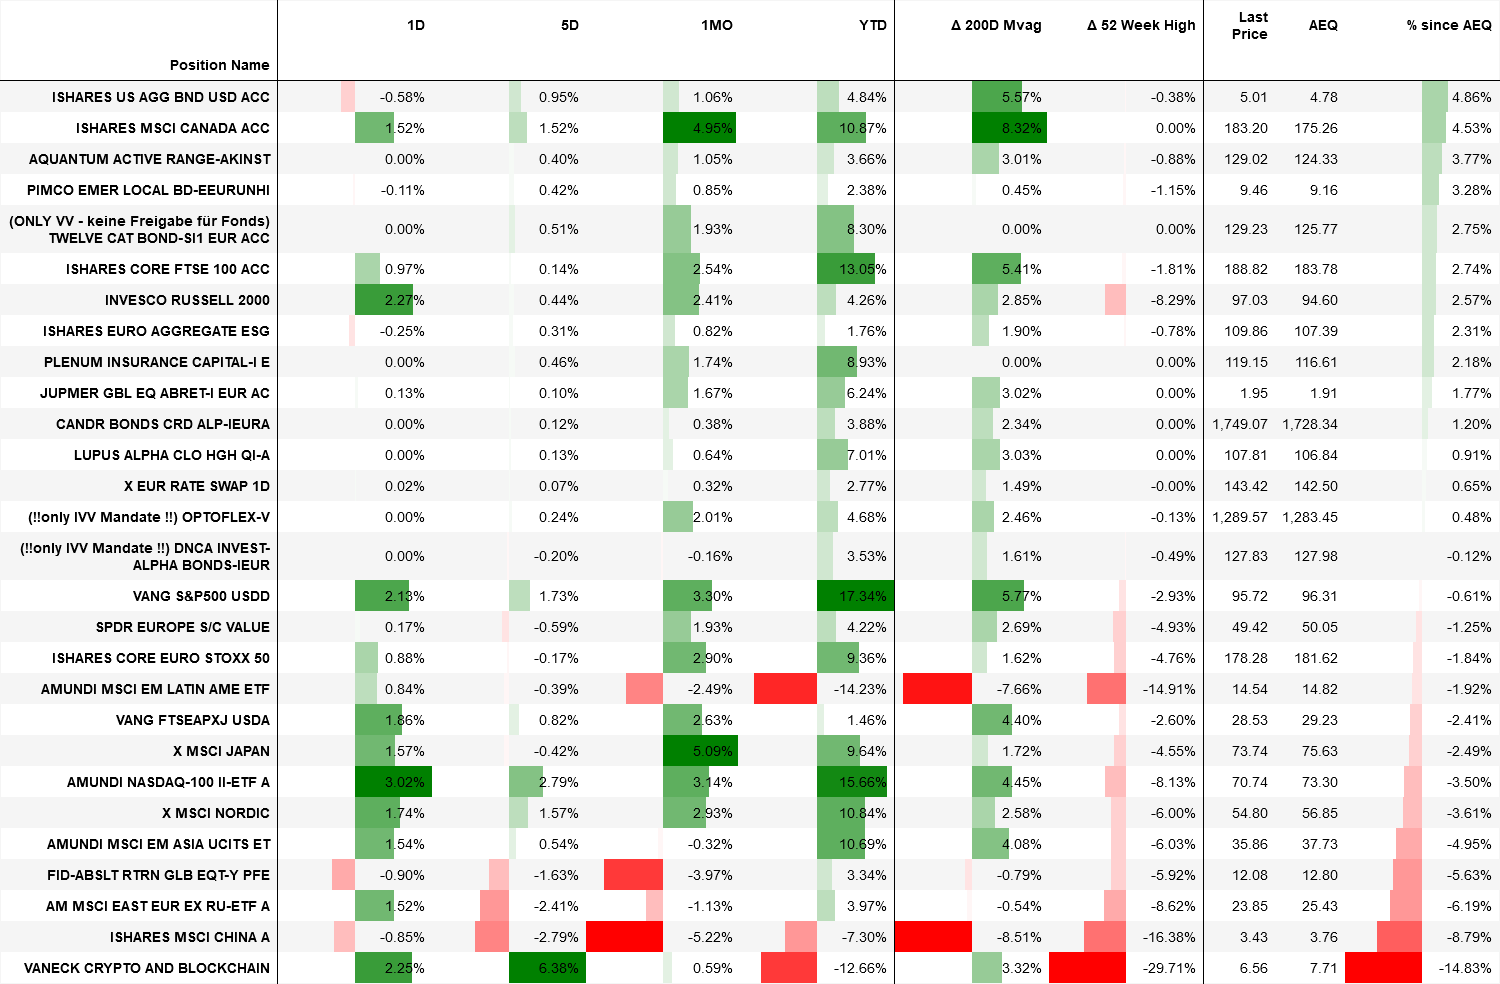 Position Name 1D 5D 1MO YTD Δ 200D Mvag Δ 52 Week High Last Price AEQ % since AEQ
ISHARES US AGG BND USD ACC -0.58% 0.95% 1.06% 4.84% 5.57% -0.38% 5.01 4.78 4.86%
ISHARES MSCI CANADA ACC 1.52% 1.52% 4.95% 10.87% 8.32% 0.00% 183.20 175.26 4.53%
AQUANTUM ACTIVE RANGE-AKINST 0.00% 0.40% 1.05% 3.66% 3.01% -0.88% 129.02 124.33 3.77%
PIMCO EMER LOCAL BD-EEURUNHI -0.11% 0.42% 0.85% 2.38% 0.45% -1.15% 9.46 9.16 3.28%
(ONLY VV - keine Freigabe für Fonds)
TWELVE CAT BOND-SI1 EUR ACC 0.00% 0.51% 1.93% 8.30% 0.00% 0.00% 129.23 125.77 2.75%
ISHARES CORE FTSE 100 ACC 0.97% 0.14% 2.54% 13.05% 5.41% -1.81% 188.82 183.78 2.74%
INVESCO RUSSELL 2000 2.27% 0.44% 2.41% 4.26% 2.85% -8.29% 97.03 94.60 2.57%
ISHARES EURO AGGREGATE ESG -0.25% 0.31% 0.82% 1.76% 1.90% -0.78% 109.86 107.39 2.31%
PLENUM INSURANCE CAPITAL-I E 0.00% 0.46% 1.74% 8.93% 0.00% 0.00% 119.15 116.61 2.18%
JUPMER GBL EQ ABRET-I EUR AC 0.13% 0.10% 1.67% 6.24% 3.02% 0.00% 1.95 1.91 1.77%
CANDR BONDS CRD ALP-IEURA 0.00% 0.12% 0.38% 3.88% 2.34% 0.00% 1,749.07 1,728.34 1.20%
LUPUS ALPHA CLO HGH QI-A 0.00% 0.13% 0.64% 7.01% 3.03% 0.00% 107.81 106.84 0.91%
X EUR RATE SWAP 1D 0.02% 0.07% 0.32% 2.77% 1.49% -0.00% 143.42 142.50 0.65%
(!!only IVV Mandate !!) OPTOFLEX-V 0.00% 0.24% 2.01% 4.68% 2.46% -0.13% 1,289.57 1,283.45 0.48%
(!!only IVV Mandate !!) DNCA INVEST-
ALPHA BONDS-IEUR 0.00% -0.20% -0.16% 3.53% 1.61% -0.49% 127.83 127.98 -0.12%
VANG S&P500 USDD 2.13% 1.73% 3.30% 17.34% 5.77% -2.93% 95.72 96.31 -0.61%
SPDR EUROPE S/C VALUE 0.17% -0.59% 1.93% 4.22% 2.69% -4.93% 49.42 50.05 -1.25%
ISHARES CORE EURO STOXX 50 0.88% -0.17% 2.90% 9.36% 1.62% -4.76% 178.28 181.62 -1.84%
AMUNDI MSCI EM LATIN AME ETF 0.84% -0.39% -2.49% -14.23% -7.66% -14.91% 14.54 14.82 -1.92%
VANG FTSEAPXJ USDA 1.86% 0.82% 2.63% 1.46% 4.40% -2.60% 28.53 29.23 -2.41%
X MSCI JAPAN 1.57% -0.42% 5.09% 9.64% 1.72% -4.55% 73.74 75.63 -2.49%
AMUNDI NASDAQ-100 II-ETF A 3.02% 2.79% 3.14% 15.66% 4.45% -8.13% 70.74 73.30 -3.50%
X MSCI NORDIC 1.74% 1.57% 2.93% 10.84% 2.58% -6.00% 54.80 56.85 -3.61%
AMUNDI MSCI EM ASIA UCITS ET 1.54% 0.54% -0.32% 10.69% 4.08% -6.03% 35.86 37.73 -4.95%
FID-ABSLT RTRN GLB EQT-Y PFE -0.90% -1.63% -3.97% 3.34% -0.79% -5.92% 12.08 12.80 -5.63%
AM MSCI EAST EUR EX RU-ETF A 1.52% -2.41% -1.13% 3.97% -0.54% -8.62% 23.85 25.43 -6.19%
ISHARES MSCI CHINA A -0.85% -2.79% -5.22% -7.30% -8.51% -16.38% 3.43 3.76 -8.79%
VANECK CRYPTO AND BLOCKCHAIN 2.25% 6.38% 0.59% -12.66% 3.32% -29.71% 6.56 7.71 -14.83%